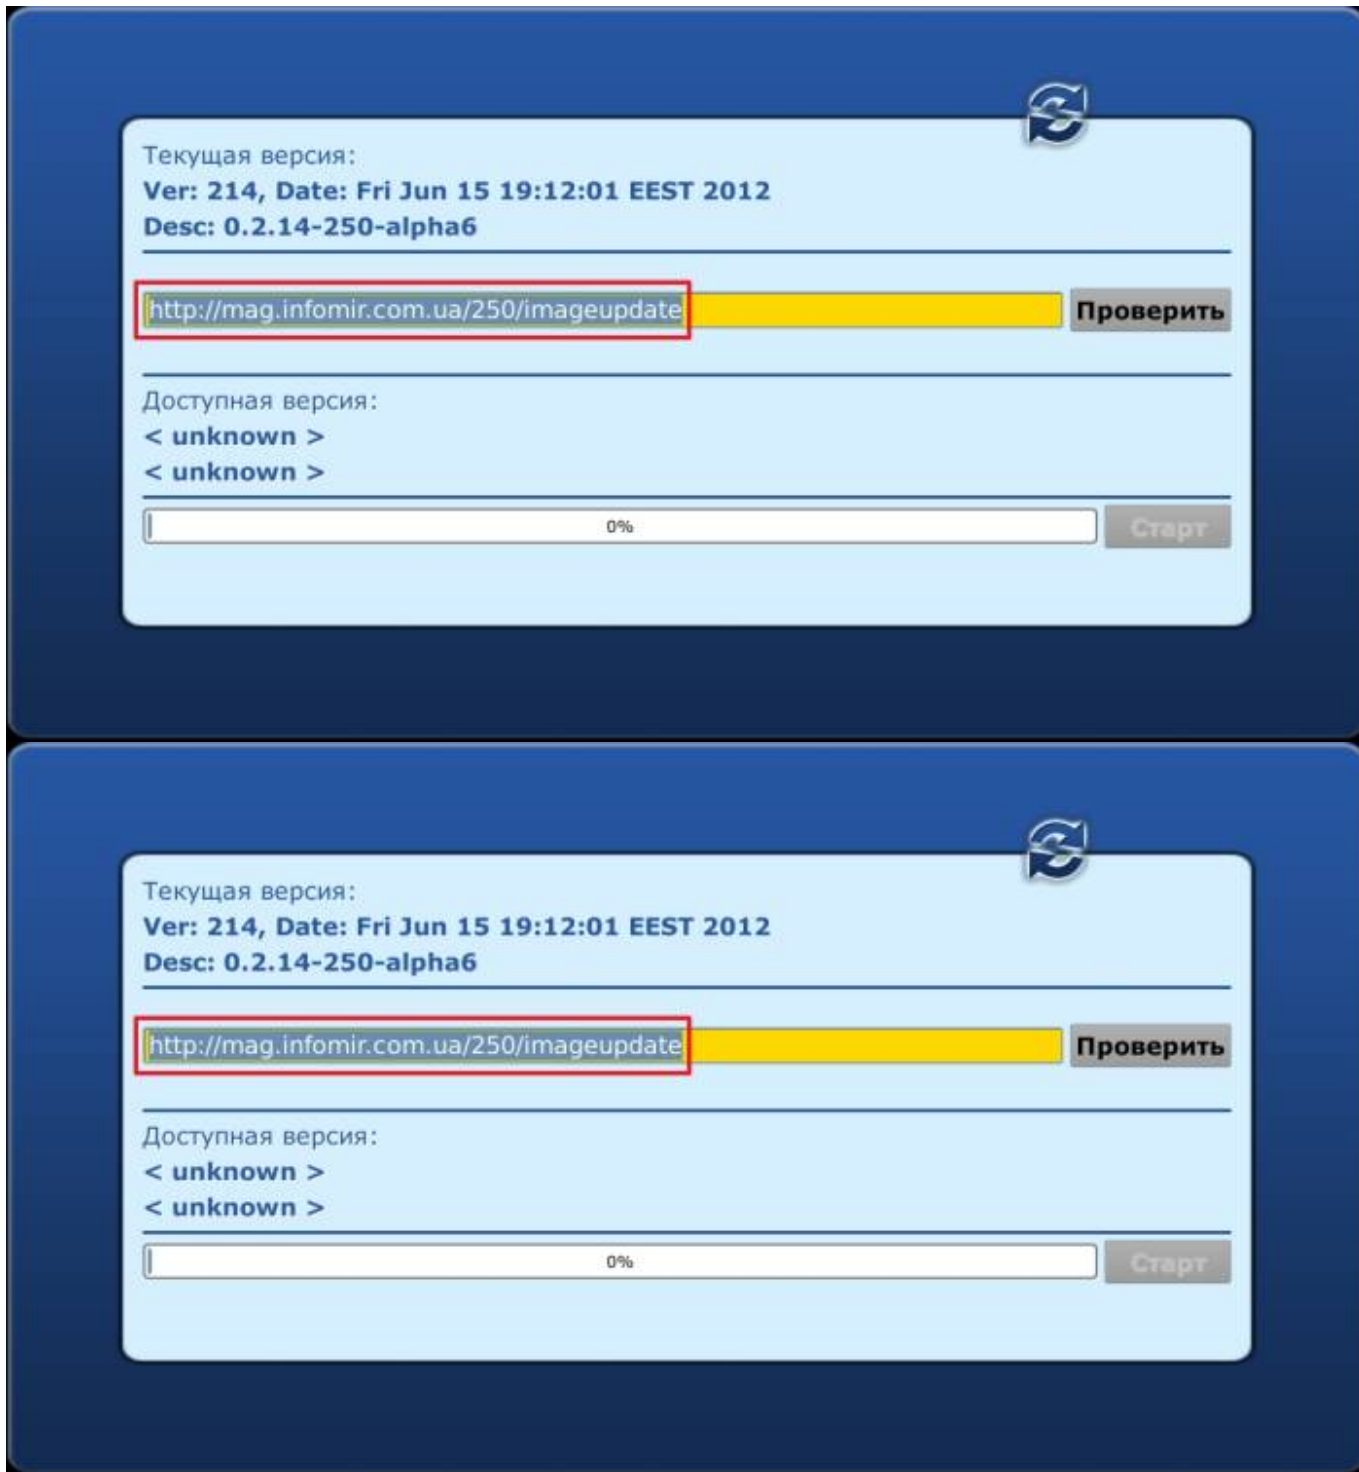 Текущая версия:
Ver: 214, Date: Fri Jun 15 19:12:01 EEST 2012
Desc: 0.2.14-250-alpha6
http://mag.infomir.com.ua/250/imageupdate Проверить
Доступная версия:
< unknown >
< unknown >
0% Старт
Текущая версия:
Ver: 214, Date: Fri Jun 15 19:12:01 EEST 2012
Desc: 0.2.14-250-alpha6
http://mag.infomir.com.ua/250/imageupdate Проверить
Доступная версия:
< unknown >
< unknown >
0% Старт